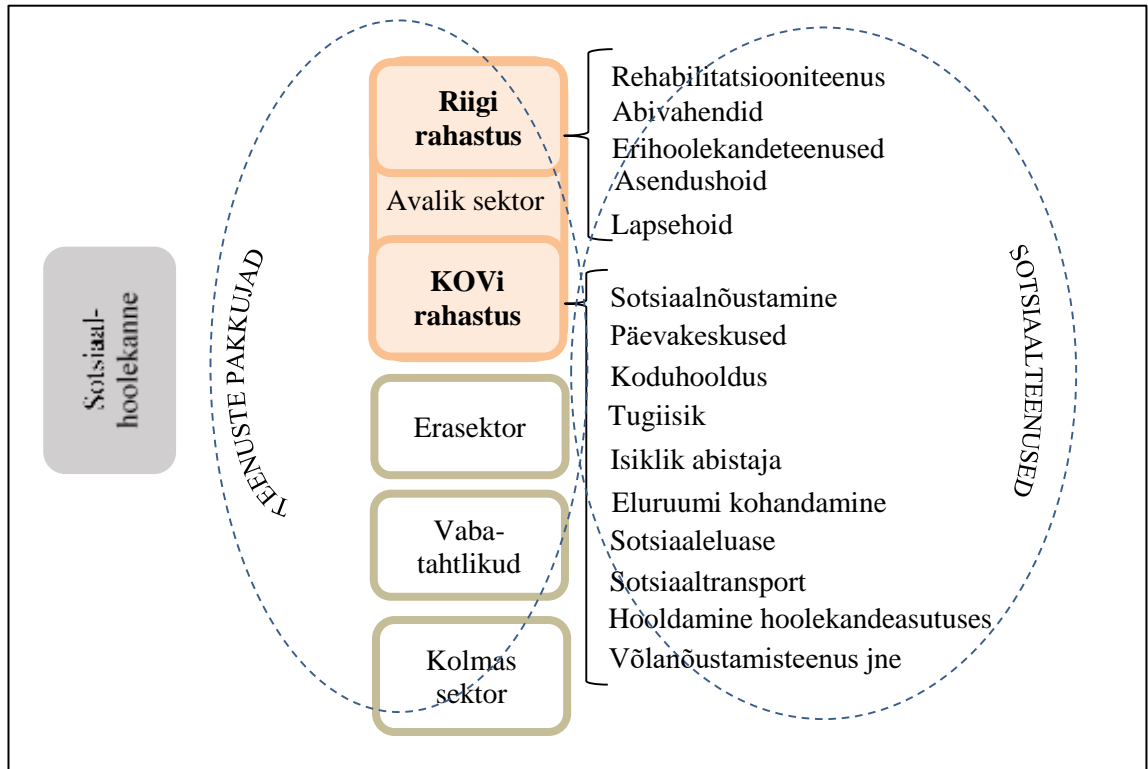 Sotsiaal-
hoolekanne
TEENUSTE PAKKUJAD
Riigi
rahastus
Avalik sektor
KOVi
rahastus
Erasektor
Vaba-
tahtlikud
Kolmas
sektor
Rehabilitatsiooniteenus
Abivahendid
Erihoolekandeteenused
Asendushoid
Lapsehoid
Sotsiaalnõustamine
Päevakeskused
Koduhooldus
Tugiisik
Isiklik abistaja
Eluruumi kohandamine
Sotsiaaleluase
Sotsiaaltransport
Hooldamine hoolekandeasutuses
Võlanõustamisteenus jne
SOTSIAALTEENUSED